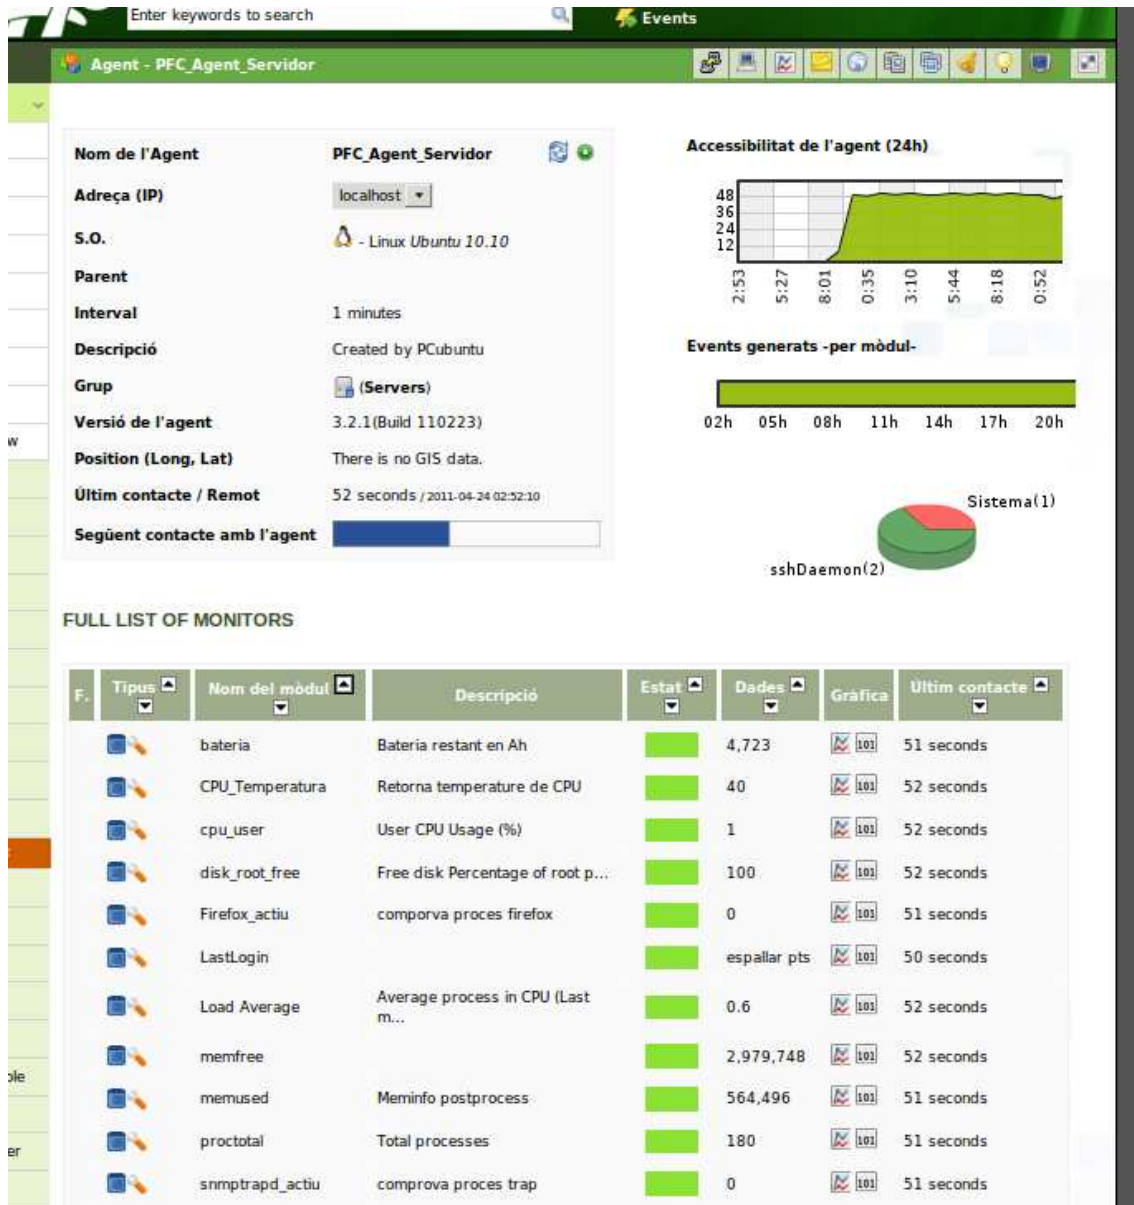 Enter keywords to search
Events
Agent - PFC_Agent_Servidor
Nom de l'Agent PFC_Agent_Servidor
Adreça (IP) localhost
S.O. - Linux Ubuntu 10.10
Parent
Interval 1 minutes
Descripció Created by PCubuntu
Grup (Servers)
Versió de l'agent 3.2.1(Build 110223)
Position (Long, Lat) There is no GIS data.
Últim contacte / Remot 52 seconds / 2011-04-24 02:52:10
Següent contacte amb l'agent
Accessibilitat de l'agent (24h)
48
36
24
12
2:53 5:27 8:01 0:35 3:10 5:44 8:18 0:52
Events generats -per mòdul-
02h 05h 08h 11h 14h 17h 20h
Sistema(1)
sshDaemon(2)
w
FULL LIST OF MONITORS
F. Tipus Nom del mòdul Descripció Estat Dades Gràfica Últim contacte
bateria Bateria restant en Ah 4,723 101 51 seconds
CPU_Temperatura Retorna temperature de CPU 40 101 52 seconds
cpu_user User CPU Usage (%) 1 101 52 seconds
disk_root_free Free disk Percentage of root p... 100 101 52 seconds
Firefox_actiu comporva proces firefox 0 101 51 seconds
LastLogin espallar pts 101 50 seconds
Load Average Average process in CPU (Last
m... 0.6 101 52 seconds
memfree 2,979,748 101 52 seconds
ole
memused Meminfo postprocess 564,496 101 51 seconds
proctotal Total processes 180 101 51 seconds
er
snmptrapd_actiu comprova proces trap 0 101 51 seconds